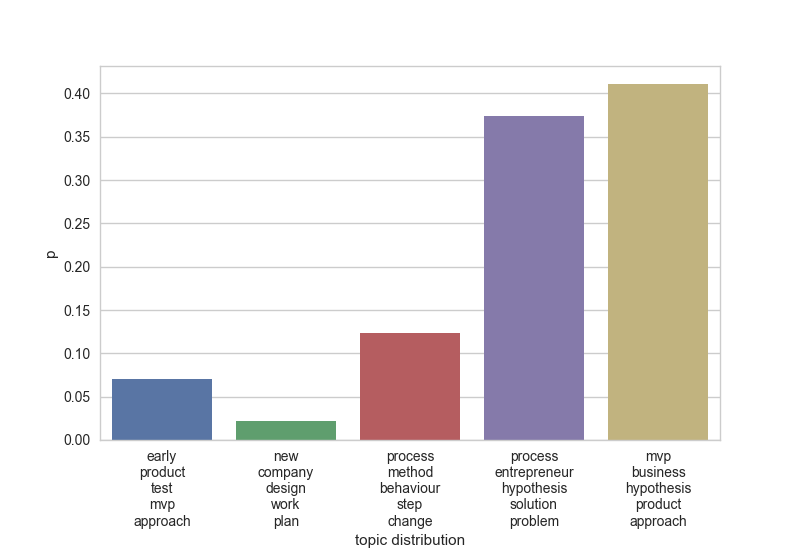 0.40
0.35
0.30
0.25
0.20
0.15
0.10
0.05
0.00
p
early
product
test
mvp
approach
new
company
design
work
plan
process
method
behaviour
step
change
process
entrepreneur
hypothesis
solution
problem
mvp
business
hypothesis
product
approach
topic distribution